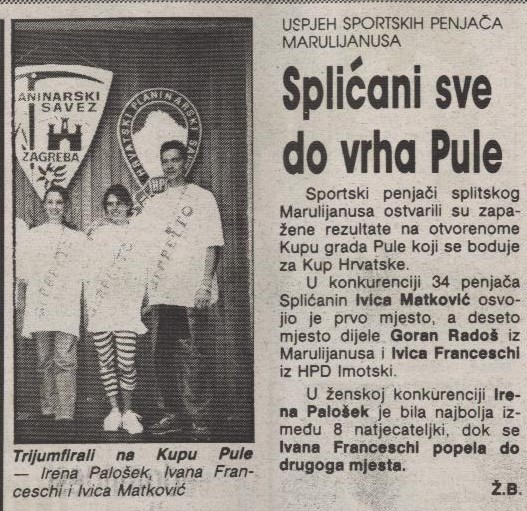 USPJEH SPORTSKIH PENJAČA
MARULIJANUSA
Splićani sve
do vrha Pule
Sportski penjači splitskog
Marulijanusa ostvarili su zapa-
žene rezultate na otvorenome
Kupu grada Pule koji se boduje
za Kup Hrvatske.
U konkurenciji 34 penjača
Splićanin Ivica Matković osvo-
jio je prvo mjesto, a deseto
mjesto dijele Goran Radoš iz
Marulijanusa i Ivica Franceschi
iz HPD Imotski.
U ženskoj konkurenciji Ire-
na Palošek je bila najbolja iz-
među 8 natjecateljki, dok se
Ivana Franceschi popela do
drugoga mjesta.
Ž.B.
ANINARSKI
SAVEZ
ZAGREBA
HRVATSKI PLANINARSKI
HPS
Trijumfirali na Kupu Pule
— Irena Palošek, Ivana Fran-
ceschi i Ivica Matković